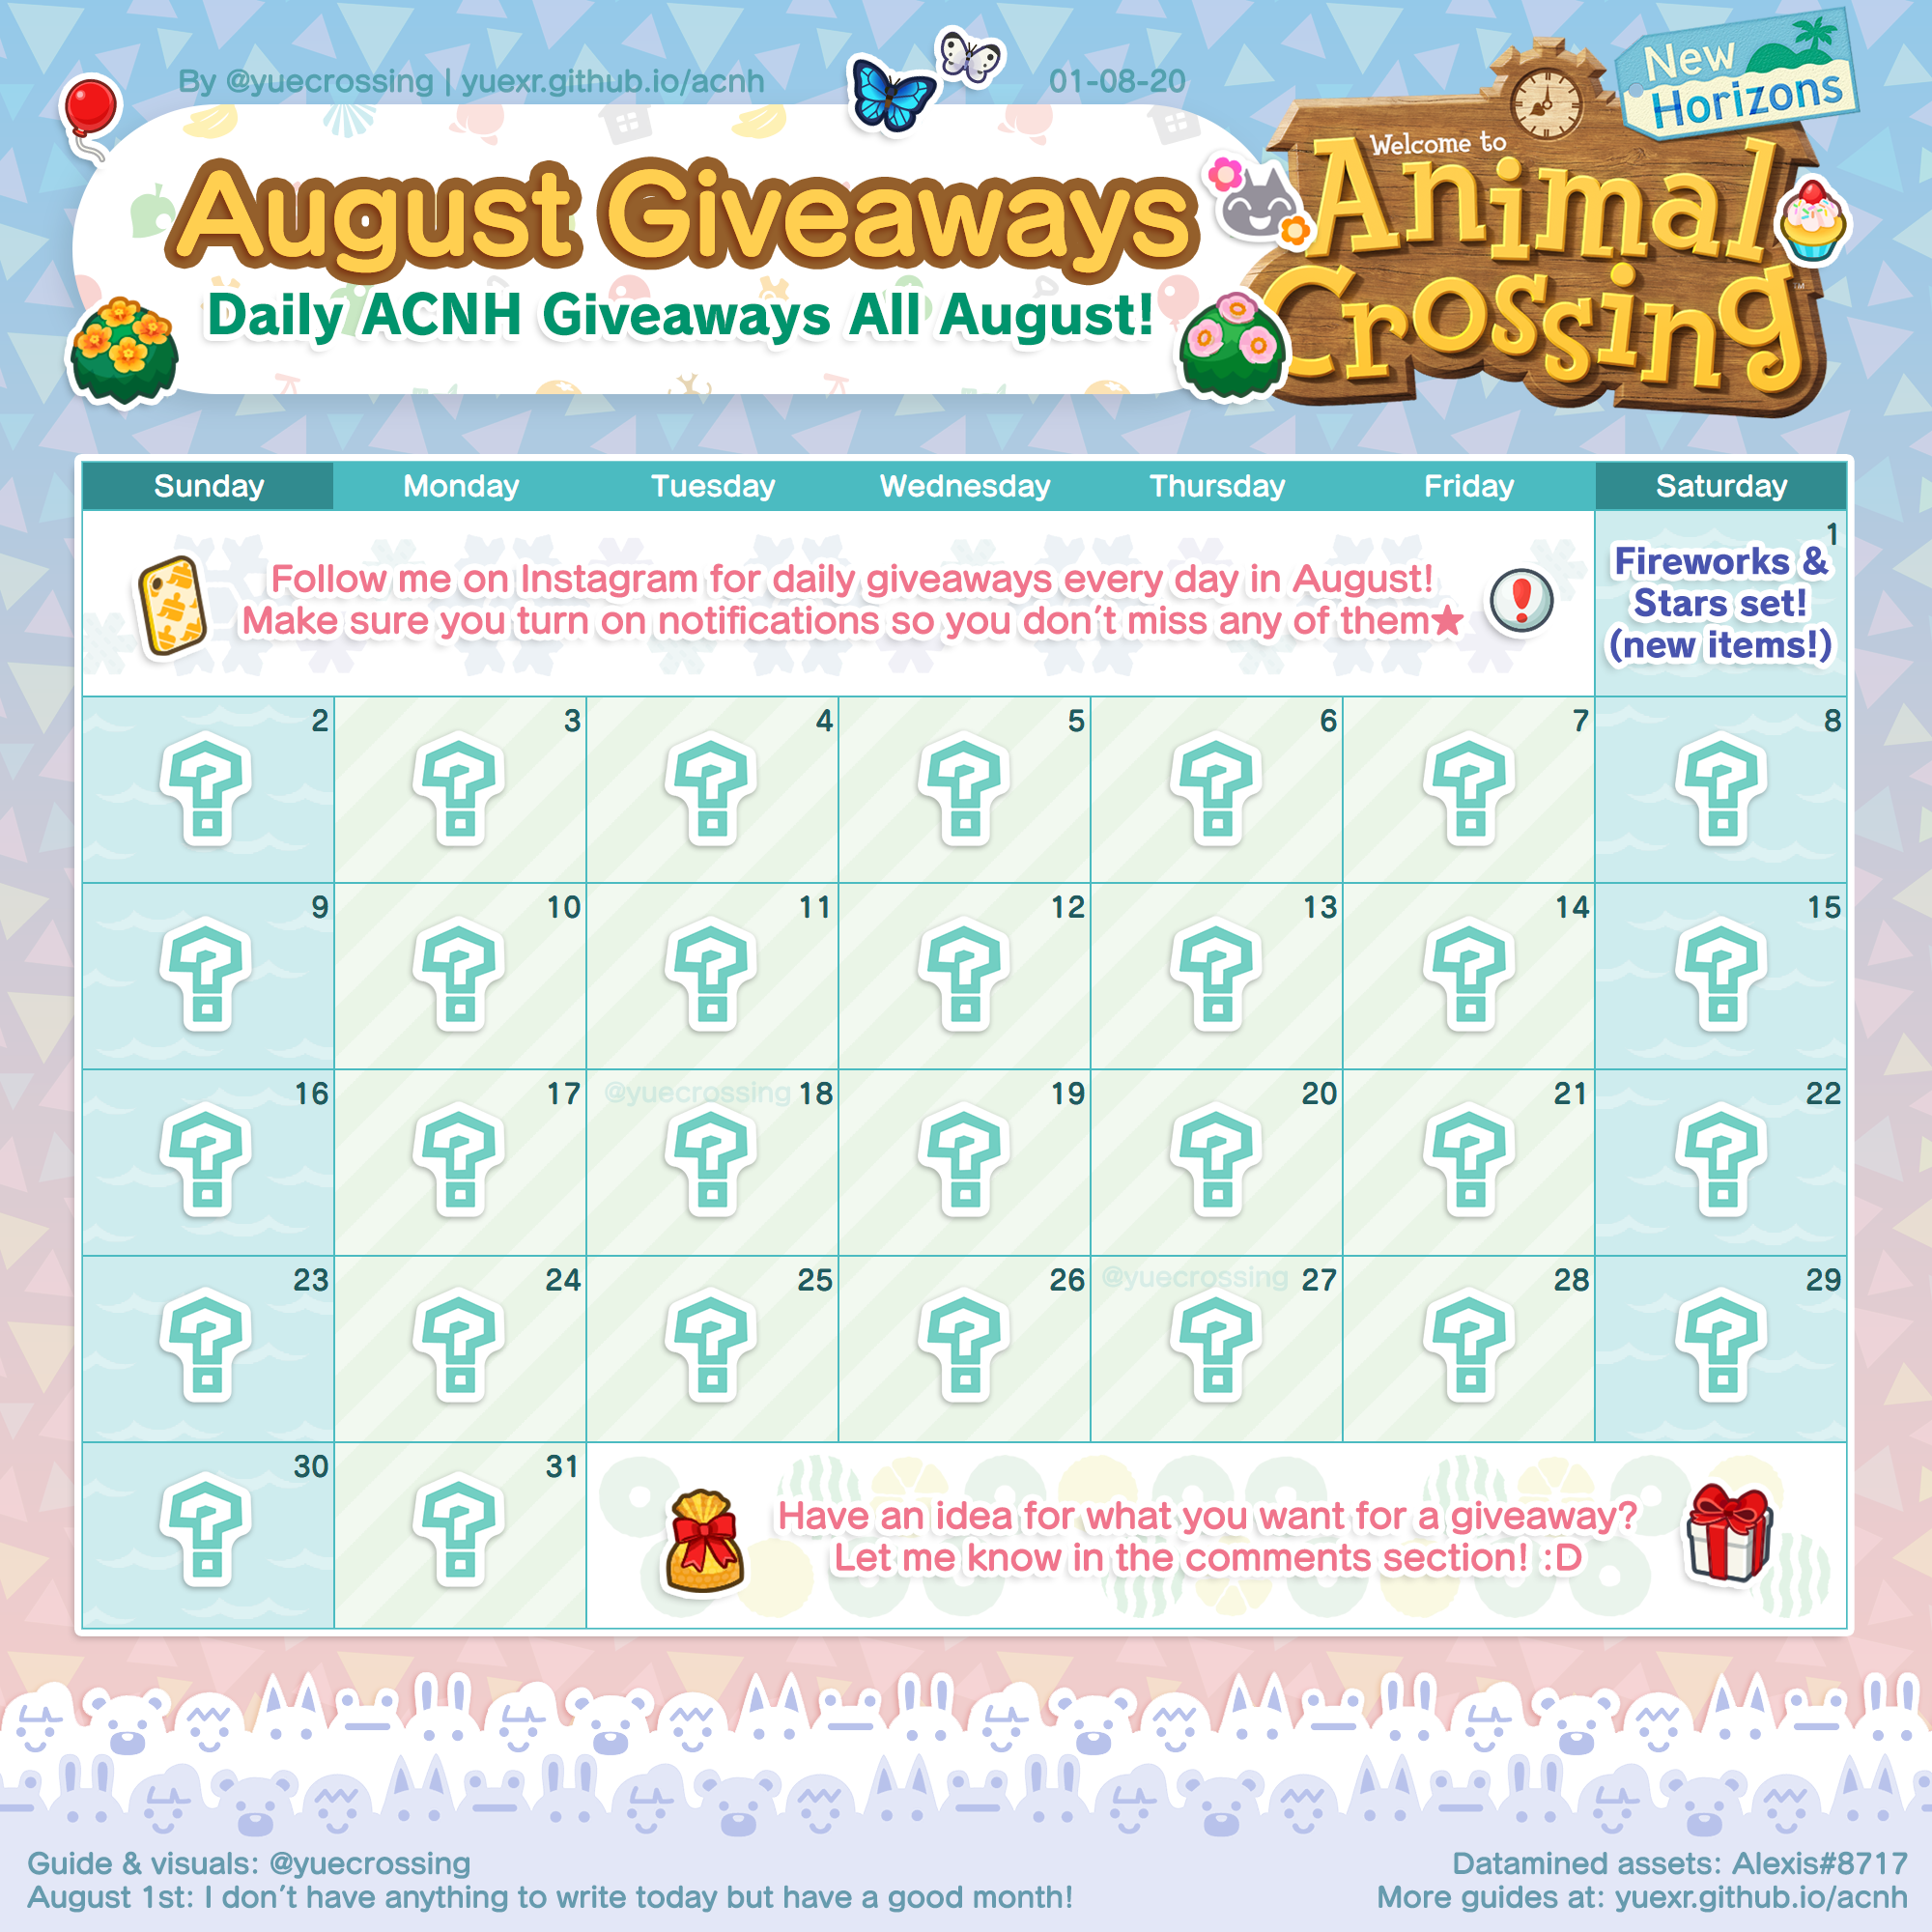 By @yuecrossing | yuexr.github.io/acnh
01-08-20
New
Horizons
Welcome to
Animal
Crossing
TM
August Giveaways
Daily ACNH Giveaways All August!
Sunday Monday Tuesday Wednesday Thursday Friday Saturday
Follow me on Instagram for daily giveaways every day in August!
Make sure you turn on notifications so you don't miss any of them★
1
Fireworks &
Stars set!
(new items!)
2 3 4 5 6 7 8
? ? ? ? ? ? ?
9 10 11 12 13 14 15
? ? ? ? ? ? ?
16 17 @yuecrossing 18 19 20 21 22
? ? ? ? ? ? ?
23 24 25 26 @yuecrossing 27 28 29
? ? ? ? ? ? ?
30 31
? ?
Have an idea for what you want for a giveaway?
Let me know in the comments section! :D
Guide & visuals: @yuecrossing
August 1st: I don't have anything to write today but have a good month!
Datamined assets: Alexis#8717
More guides at: yuexr.github.io/acnh